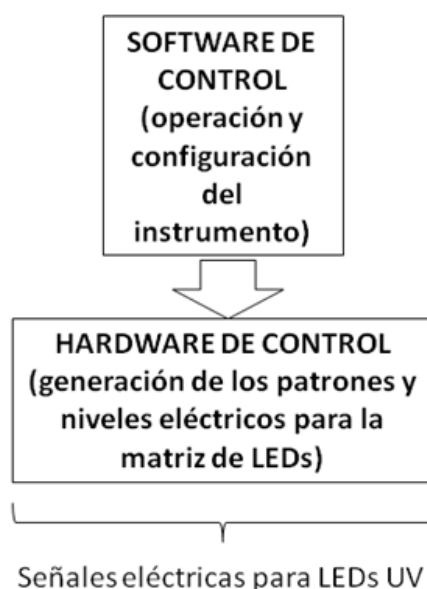 SOFTWARE DE
CONTROL
(operación y
configuración
del
instrumento)
HARDWARE DE CONTROL
(generación de los patrones y
niveles eléctricos para la
matriz de LEDs)
Señales eléctricas para LEDs UV